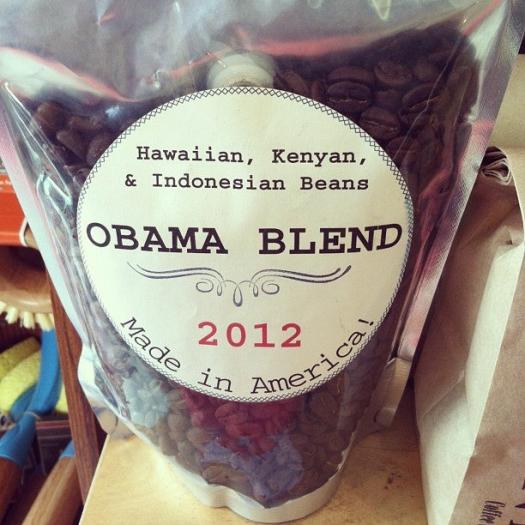 Hawaiian, Kenyan,
& Indonesian Beans
OBAMA BLEND
2012
Made in America!